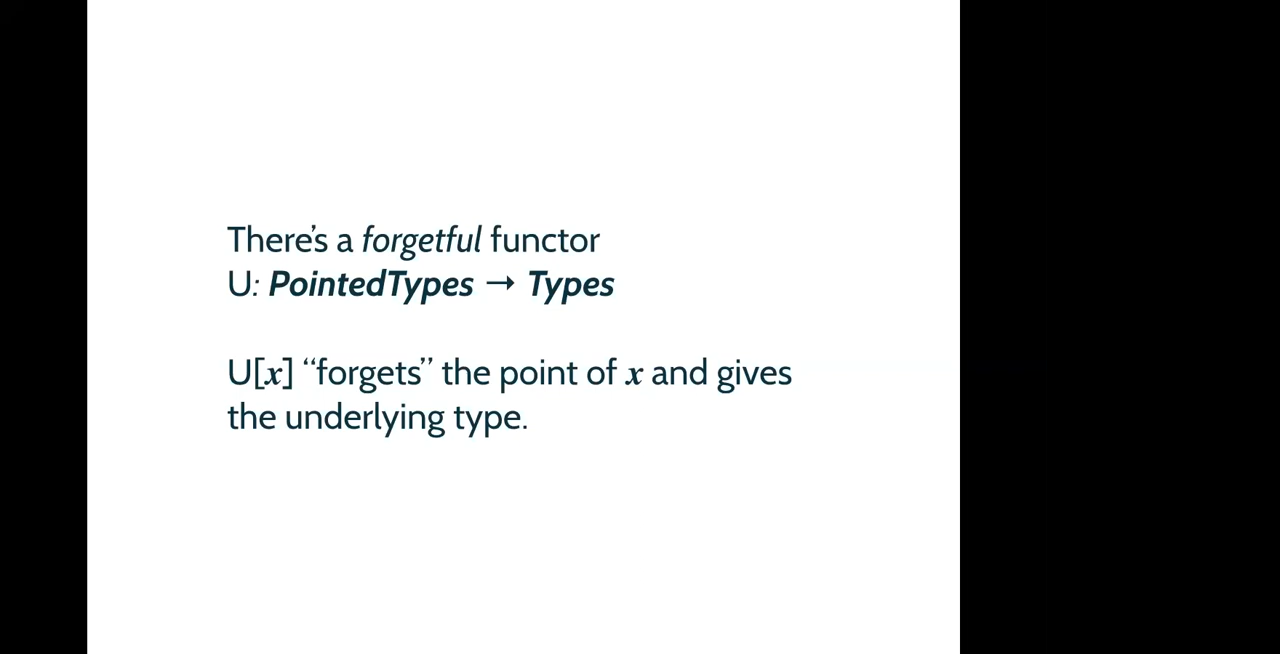 There’s a forgetful functor
U: PointedTypes → Types
U[x] “forgets” the point of x and gives
the underlying type.